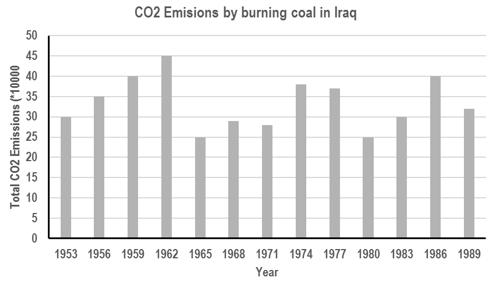 CO2 Emisions by burning coal in Iraq
Total CO2 Emissions (*10000
50
45
40
35
30
25
20
15
10
5
0
1953 1956 1959 1962 1965 1968 1971 1974 1977 1980 1983 1986 1989
Year